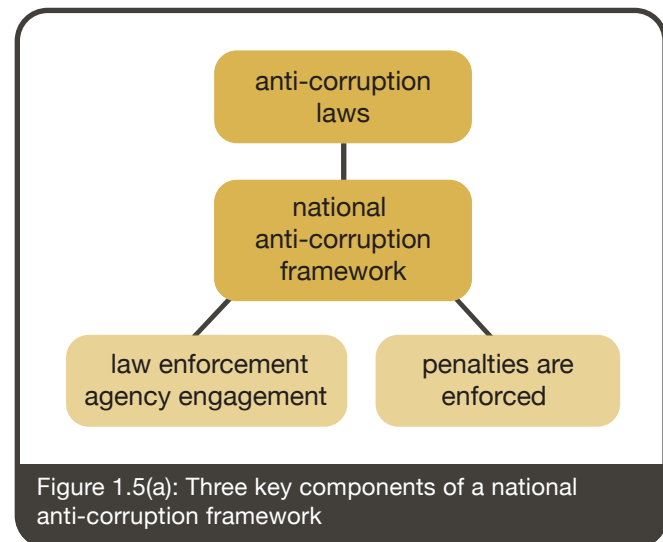 anti-corruption
laws
national
anti-corruption
framework
law enforcement
agency engagement
penalties are
enforced
Figure 1.5(a): Three key components of a national
anti-corruption framework